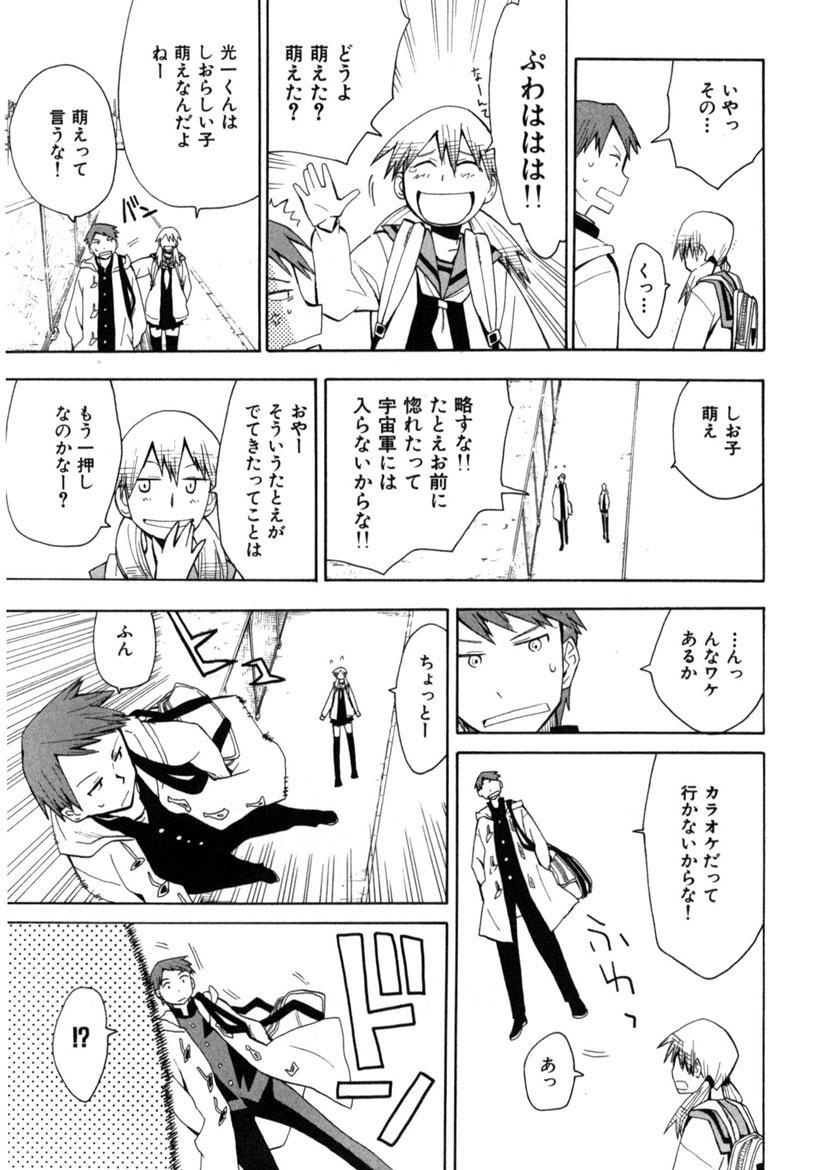 いやっ
その…
くっ…
ぷわははは!!
なーんて
どうよ
萌えた?
萌えた?
光一くんは
しおらしい子
萌えなんだよ
ねー
萌えって
言うな!
バン
しお子
萌え
略すな!!
たとえお前に
惚れたって
宇宙軍には
入らないからな!!
おやー
そういうたとえが
でてきたってことは
もう一押し
なのかなー?
…んっ
んなワケ
あるか
カラオケだって
行かないからな!
ふわっ
あっ
ちょっとー
ヒュー
ふん
ドン
!?